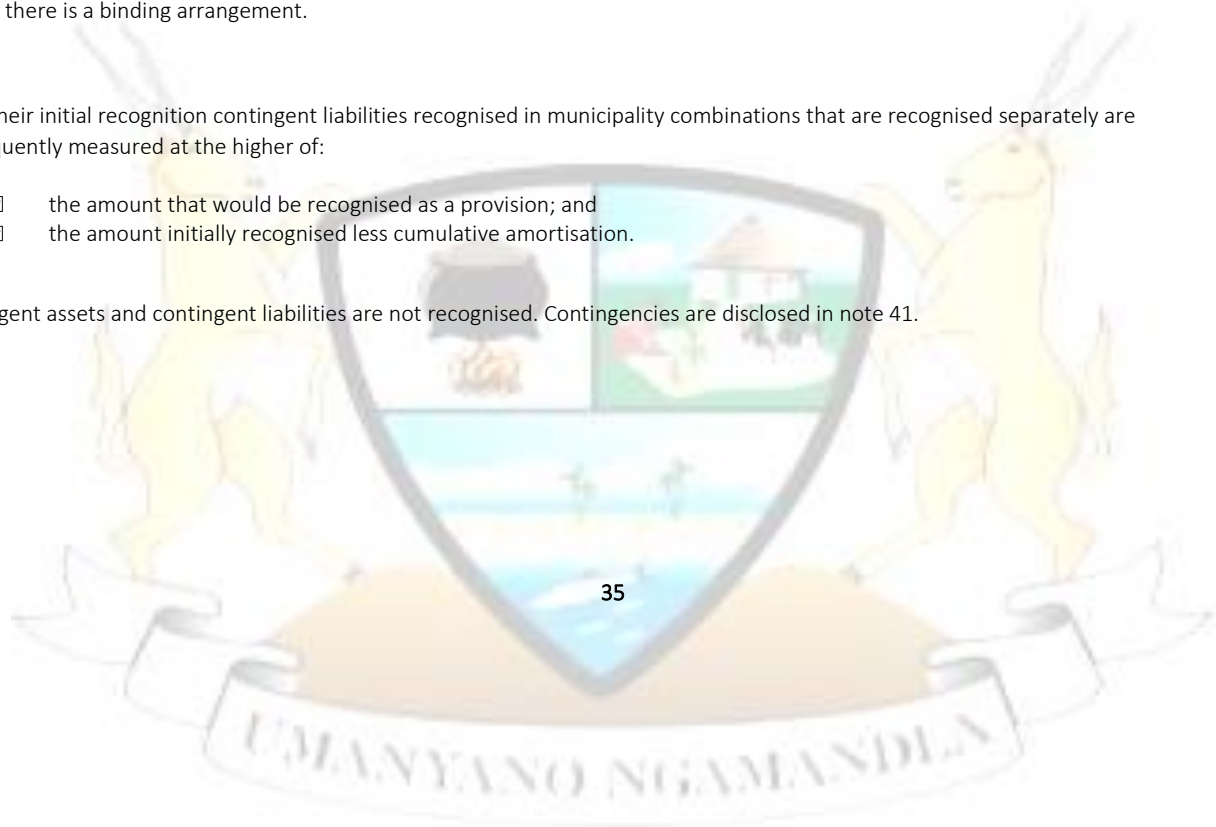 there is a binding arrangement.
heir initial recognition contingent liabilities recognised in municipality combinations that are recognised separately are
quently measured at the higher of:
the amount that would be recognised as a provision; and
the amount initially recognised less cumulative amortisation.
gent assets and contingent liabilities are not recognised. Contingencies are disclosed in note 41.
35
UMANYANO NGAMANDLA